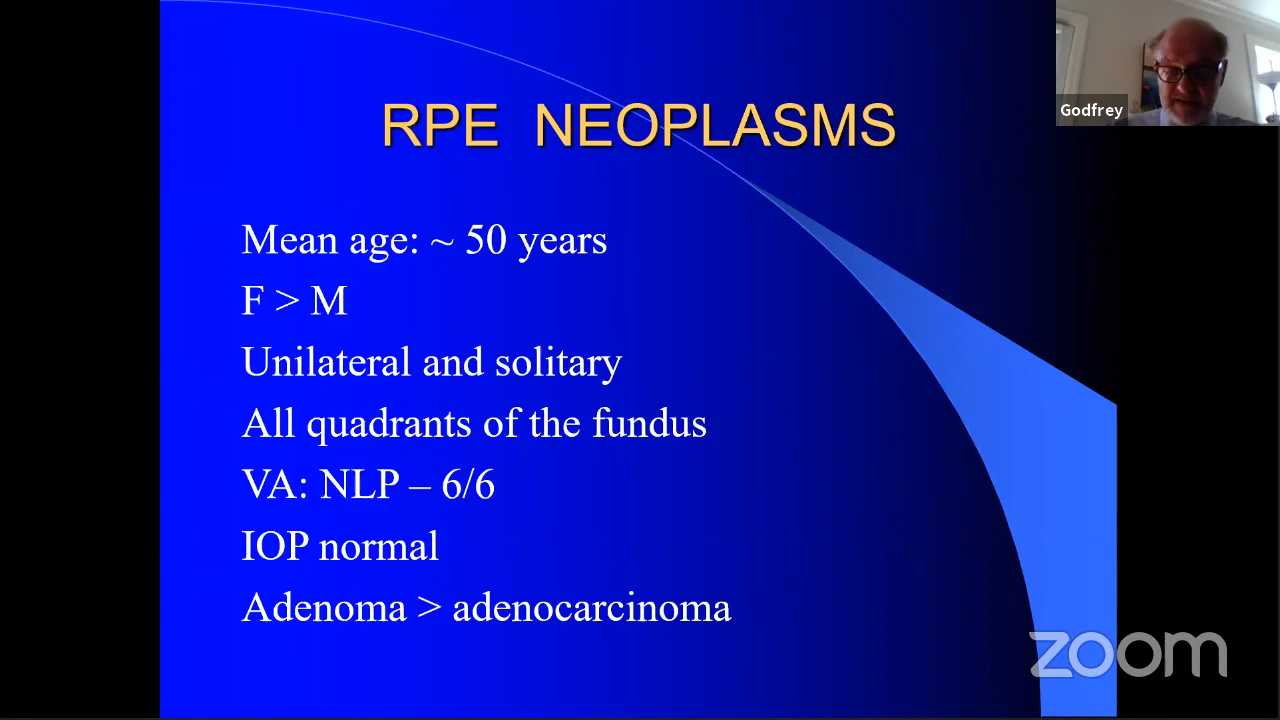 Godfrey
RPE NEOPLASMS
Mean age: ~ 50 years
F > M
Unilateral and solitary
All quadrants of the fundus
VA: NLP – 6/6
IOP normal
Adenoma > adenocarcinoma
zoom